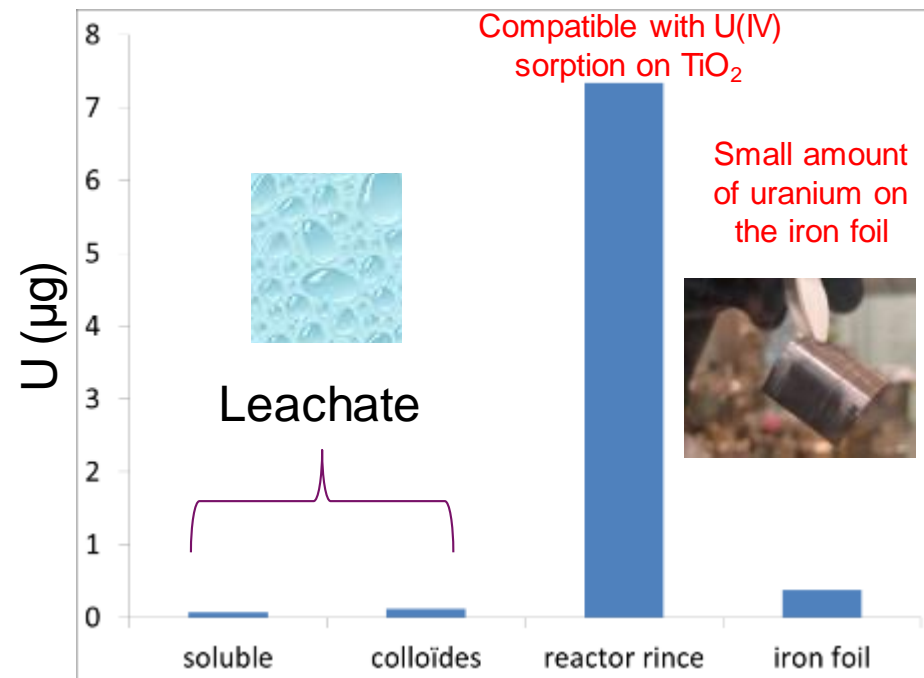 Compatible with U(IV)
sorption on TiO₂
Small amount
of uranium on
the iron foil
Leachate
U (µg)
8
7
6
5
4
3
2
1
0
soluble
colloïdes
reactor rince
iron foil